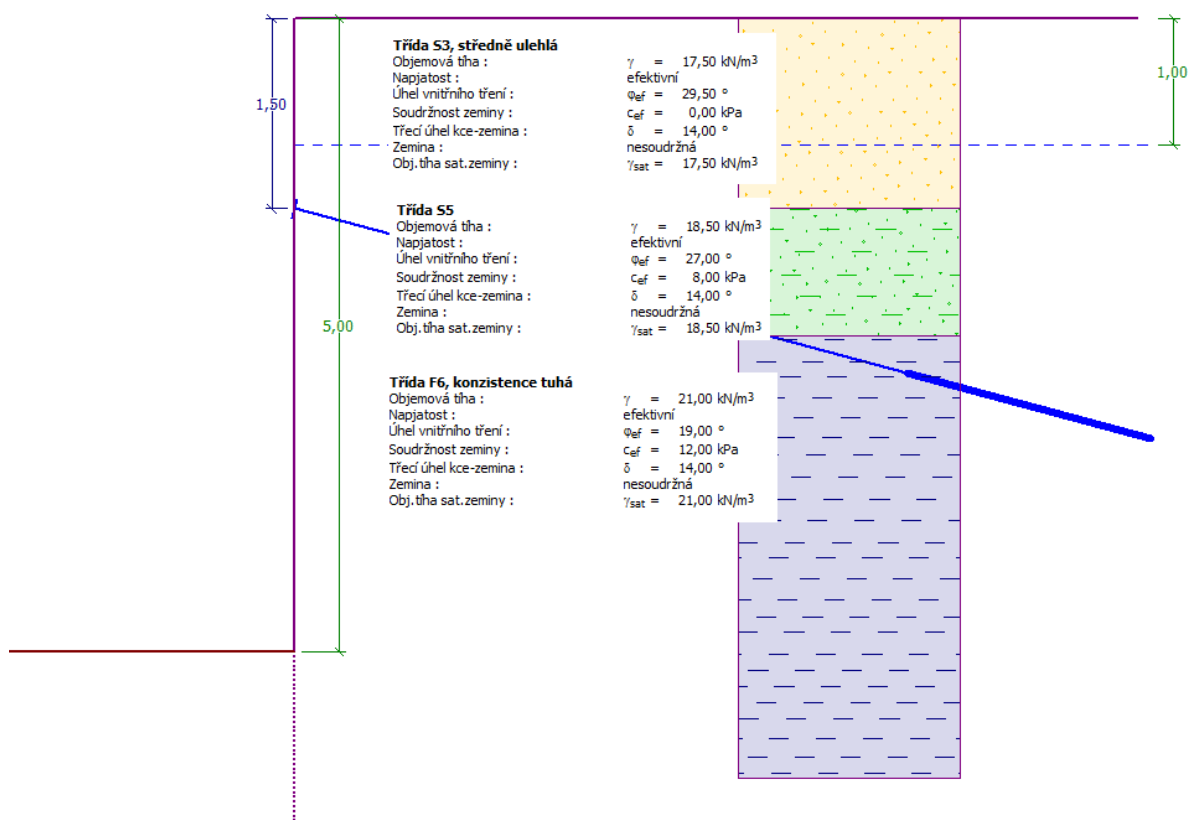 1,50
5,00
1,00
Třída S3, středně ulehlá
Objemová tíha : γ = 17,50 kN/m3
Napjatost : efektivní
Úhel vnitřního tření : φef = 29,50 °
Soudržnost zeminy : cef = 0,00 kPa
Třecí úhel kce-zemina : δ = 14,00 °
Zemina : nesoudržná
Obj.tíha sat.zeminy : γsat = 17,50 kN/m3
Třída S5
Objemová tíha : γ = 18,50 kN/m3
Napjatost : efektivní
Úhel vnitřního tření : φef = 27,00 °
Soudržnost zeminy : cef = 8,00 kPa
Třecí úhel kce-zemina : δ = 14,00 °
Zemina : nesoudržná
Obj.tíha sat.zeminy : γsat = 18,50 kN/m3
Třída F6, konzistence tuhá
Objemová tíha : γ = 21,00 kN/m3
Napjatost : efektivní
Úhel vnitřního tření : φef = 19,00 °
Soudržnost zeminy : cef = 12,00 kPa
Třecí úhel kce-zemina : δ = 14,00 °
Zemina : nesoudržná
Obj.tíha sat.zeminy : γsat = 21,00 kN/m3